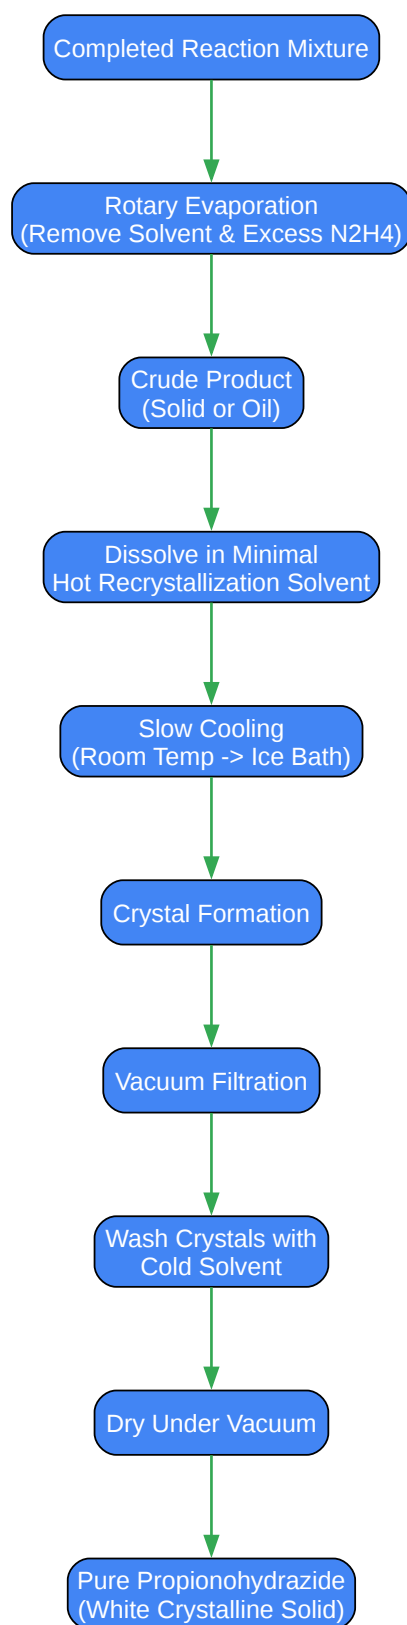 Completed Reaction Mixture
Rotary Evaporation
(Remove Solvent & Excess N2H4)
Crude Product
(Solid or Oil)
Dissolve in Minimal
Hot Recrystallization Solvent
Slow Cooling
(Room Temp -> Ice Bath)
Crystal Formation
Vacuum Filtration
Wash Crystals with
Cold Solvent
Dry Under Vacuum
Pure Propionohydrazide
(White Crystalline Solid)